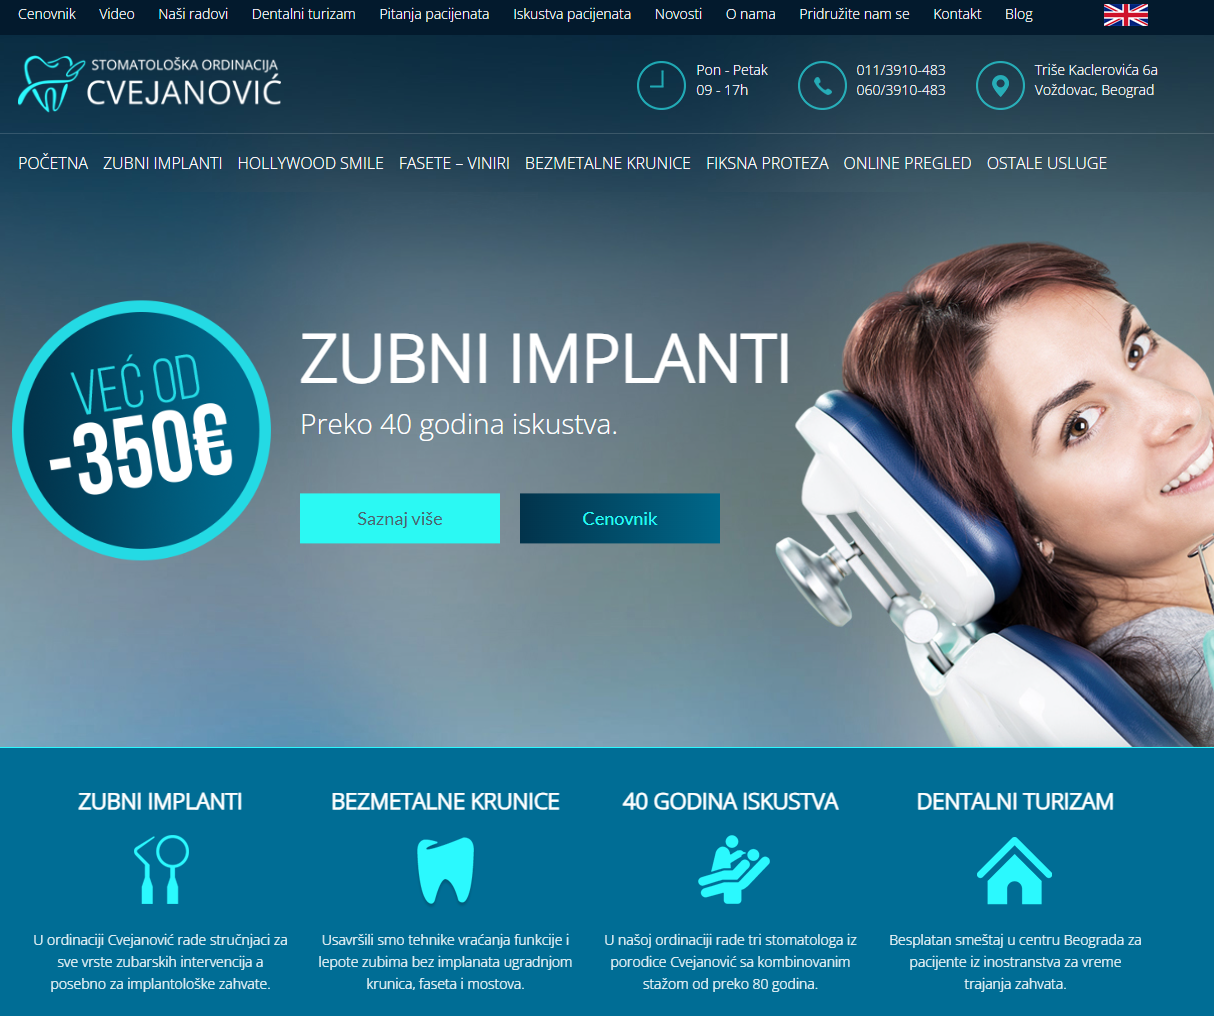 Cenovnik Video Naši radovi Dentalni turizam Pitanja pacijenata Iskustva pacijenata Novosti O nama Pridružite nam se Kontakt Blog
STOMATOLOŠKA ORDINACIJA
CVEJANOVIĆ
Pon - Petak
09 - 17h
011/3910-483
060/3910-483
Triše Kaclerovića 6a
Voždovac, Beograd
POČETNA ZUBNI IMPLANTI HOLLYWOOD SMILE FASETE – VINIRI BEZMETALNE KRUNICE FIKSNA PROTEZA ONLINE PREGLED OSTALE USLUGE
VEĆ OD
-350€
ZUBNI IMPLANTI
Preko 40 godina iskustva.
Saznaj više
Cenovnik
ZUBNI IMPLANTI
U ordinaciji Cvejanović rade stručnjaci za
sve vrste zubarskih intervencija a
posebno za implantološke zahvate.
BEZMETALNE KRUNICE
Usavršili smo tehnike vraćanja funkcije i
lepote zubima bez implanata ugradnjom
krunica, faseta i mostova.
40 GODINA ISKUSTVA
U našoj ordinaciji rade tri stomatologa iz
porodice Cvejanović sa kombinovanim
stažom od preko 80 godina.
DENTALNI TURIZAM
Besplatan smeštaj u centru Beograda za
pacijente iz inostranstva za vreme
trajanja zahvata.